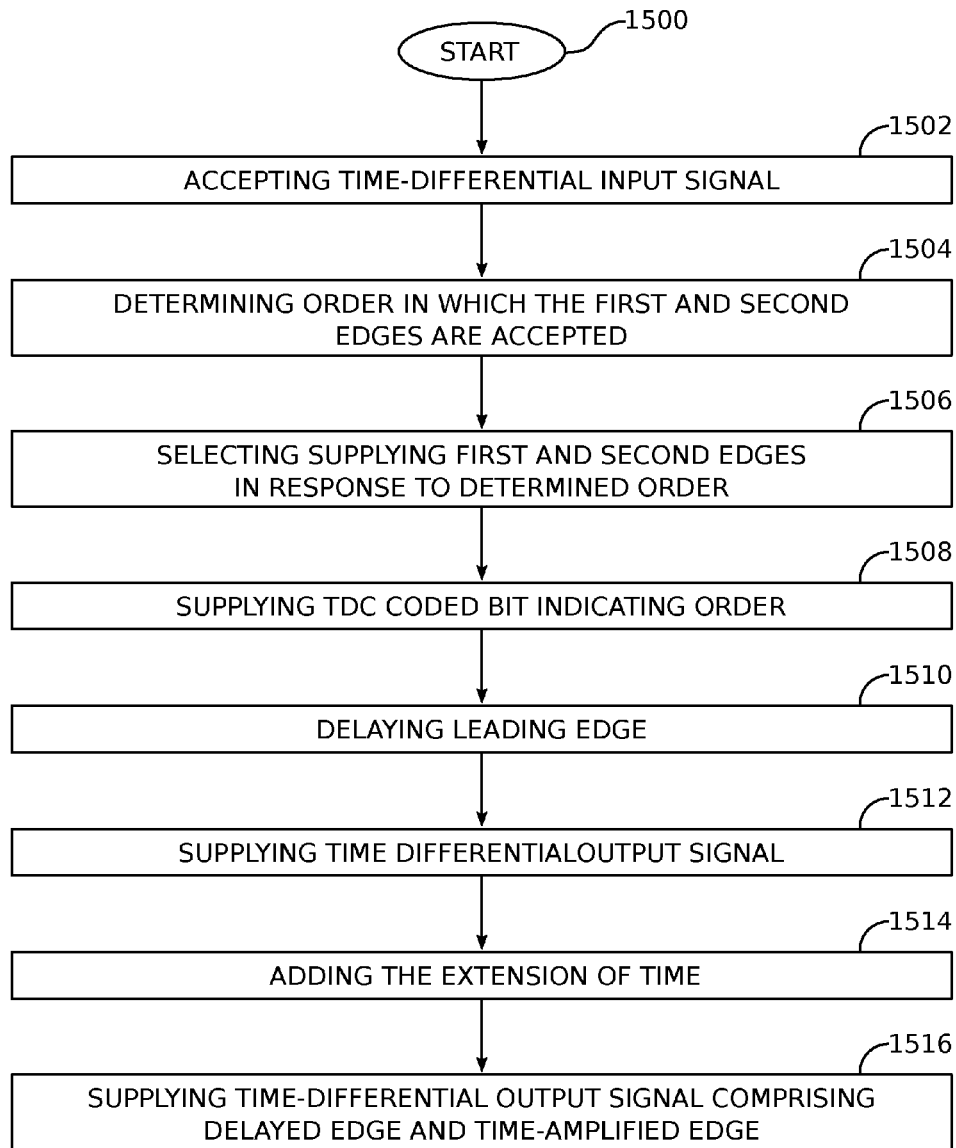 1500
START
1502
ACCEPTING TIME-DIFFERENTIAL INPUT SIGNAL
1504
DETERMINING ORDER IN WHICH THE FIRST AND SECOND
EDGES ARE ACCEPTED
1506
SELECTING SUPPLYING FIRST AND SECOND EDGES
IN RESPONSE TO DETERMINED ORDER
1508
SUPPLYING TDC CODED BIT INDICATING ORDER
1510
DELAYING LEADING EDGE
1512
SUPPLYING TIME DIFFERENTIALOUTPUT SIGNAL
1514
ADDING THE EXTENSION OF TIME
1516
SUPPLYING TIME-DIFFERENTIAL OUTPUT SIGNAL COMPRISING
DELAYED EDGE AND TIME-AMPLIFIED EDGE